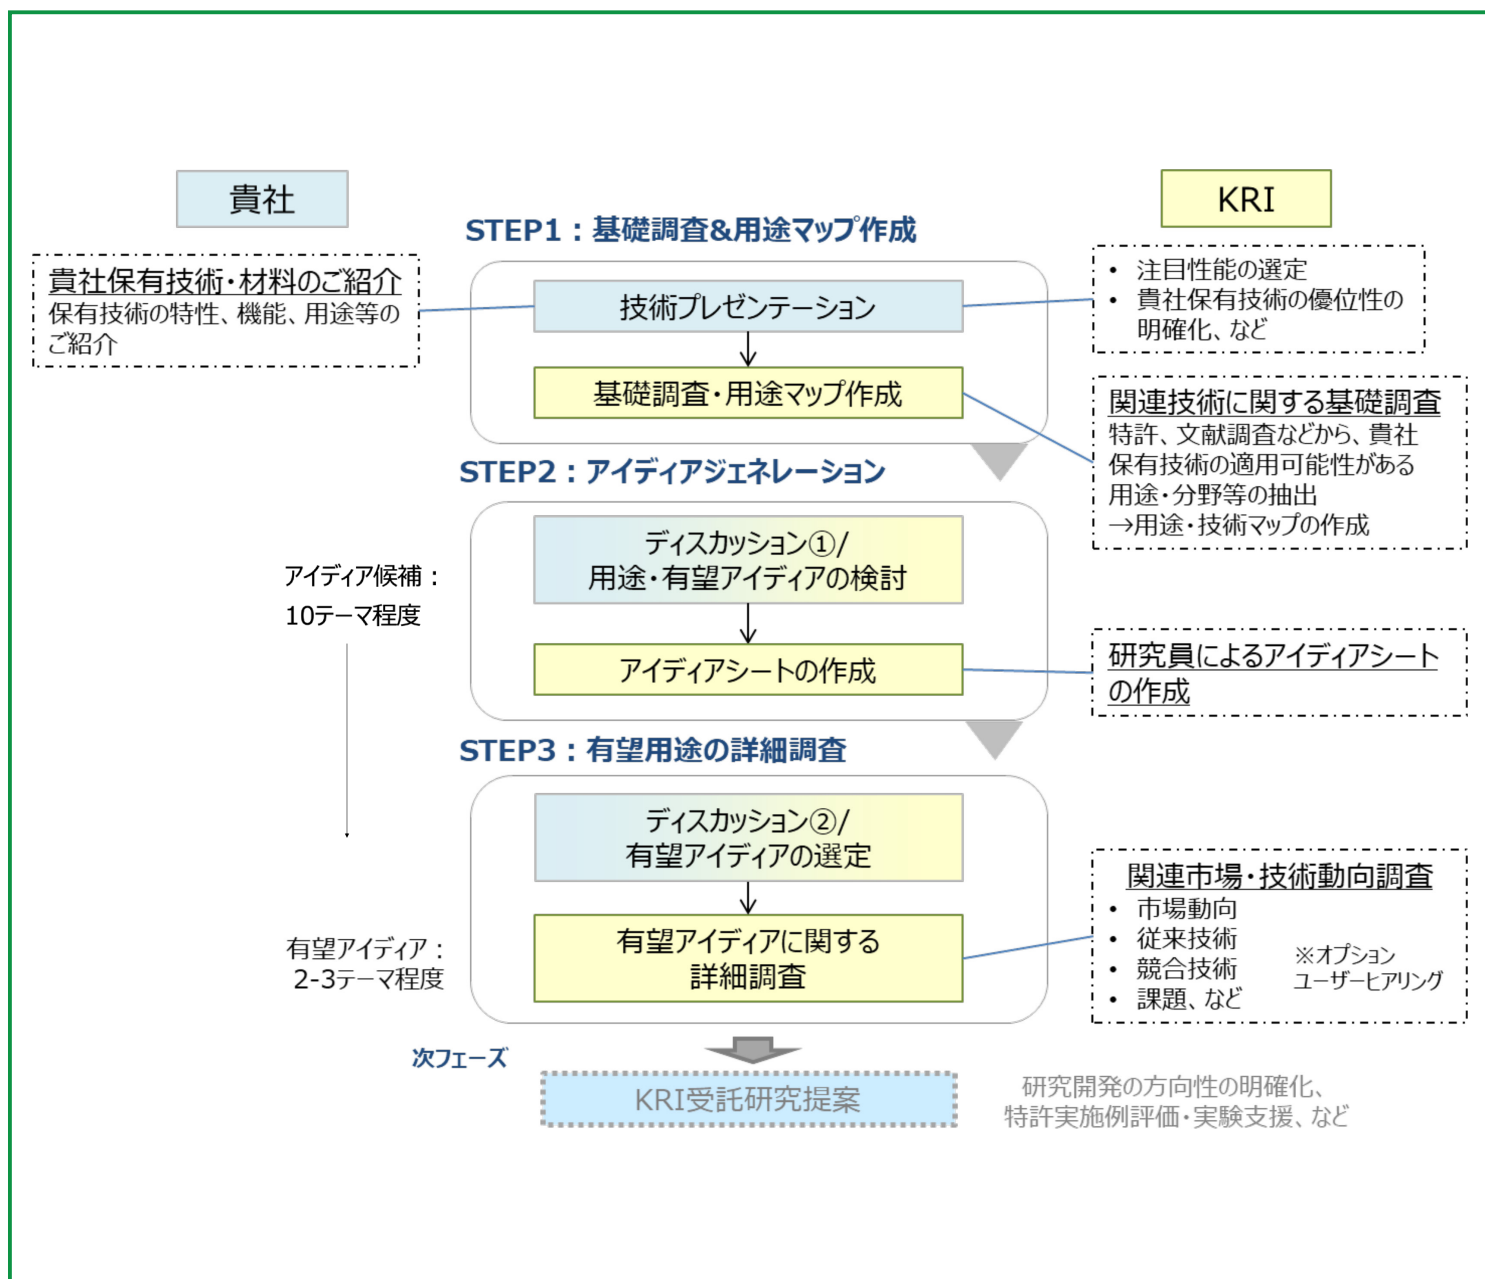 貴社
KRI
STEP1：基礎調査&用途マップ作成
貴社保有技術・材料のご紹介
保有技術の特性、機能、用途等の
ご紹介
技術プレゼンテーション
• 注目性能の選定
• 貴社保有技術の優位性の
明確化、など
基礎調査・用途マップ作成
関連技術に関する基礎調査
特許、文献調査などから、貴社
保有技術の適用可能性がある
用途・分野等の抽出
→用途・技術マップの作成
STEP2：アイディアジェネレーション
ディスカッション①/
用途・有望アイディアの検討
アイディア候補：
10テーマ程度
アイディアシートの作成
研究員によるアイディアシート
の作成
STEP3：有望用途の詳細調査
ディスカッション②/
有望アイディアの選定
有望アイディア：
2-3テーマ程度
有望アイディアに関する
詳細調査
関連市場・技術動向調査
• 市場動向
• 従来技術
• 競合技術
• 課題、など
※オプション
ユーザーヒアリング
次フェーズ
KRI受託研究提案
研究開発の方向性の明確化、
特許実施例評価・実験支援、など